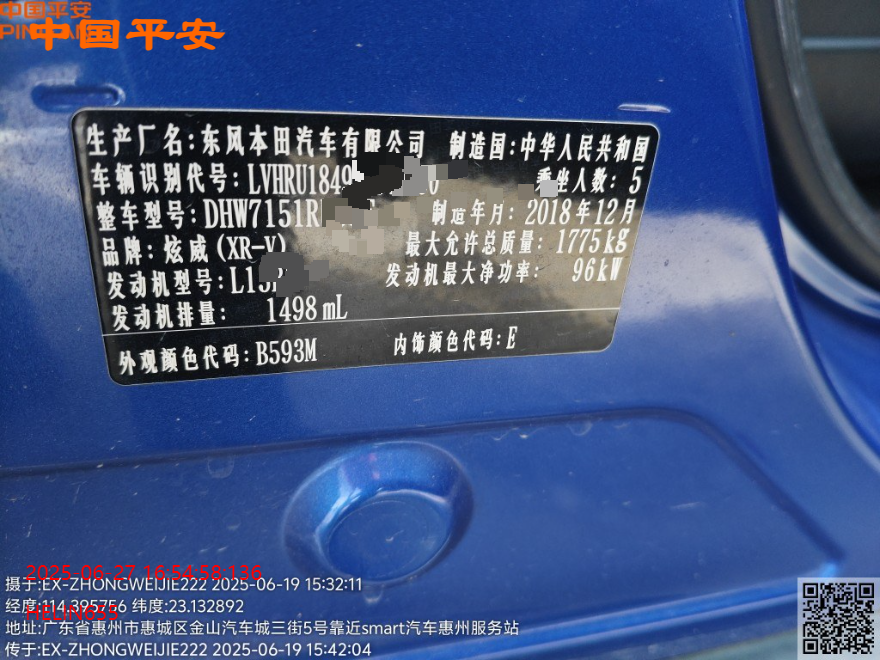 中国平安
PIN
中国平安
生产厂名:东风本田汽车有限公司 制造国:中华人民共和国
车辆识别代号:LVHRU184 乘坐人数:5
整车型号:DHW7151R 制造年月:2018年12月
品牌:炫威(XR-V) 最大允许总质量:1775kg
发动机型号:L15 发动机最大净功率:96kW
发动机排量:1498mL
外观颜色代码:B593M 内饰颜色代码:E
2025-06-27 16:54:58:136
摄于:EX-ZHONGWEIJIE222 2025-06-19 15:32:11
经度:114.395756 纬度:23.132892
HELIN655
地址:广东省惠州市惠城区金山汽车城三街5号靠近smart汽车惠州服务站
传于:EX-ZHONGWEIJIE222 2025-06-19 15:42:04